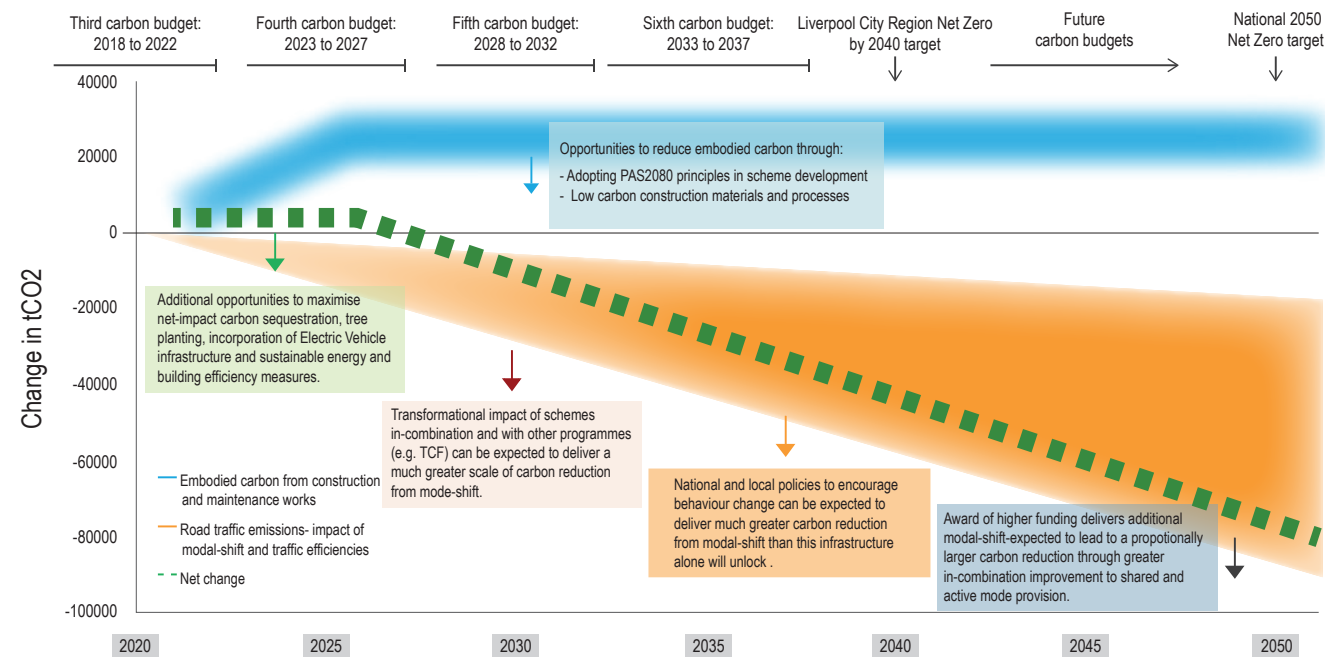 Third carbon budget:
2018 to 2022
Fourth carbon budget:
2023 to 2027
Fifth carbon budget:
2028 to 2032
Sixth carbon budget:
2033 to 2037
Liverpool City Region Net Zero
by 2040 target
Future
carbon budgets
National 2050
Net Zero target
Change in tCO2
40000
20000
0
-20000
-40000
-60000
-80000
-100000
Opportunities to reduce embodied carbon through:
- Adopting PAS2080 principles in scheme development
- Low carbon construction materials and processes
Additional opportunities to maximise
net-impact carbon sequestration, tree
planting, incorporation of Electric Vehicle
infrastructure and sustainable energy and
building efficiency measures.
Transformational impact of schemes
in-combination and with other programmes
(e.g. TCF) can be expected to deliver a
much greater scale of carbon reduction
from mode-shift.
National and local policies to encourage
behaviour change can be expected to
deliver much greater carbon reduction
from modal-shift than this infrastructure
alone will unlock .
Award of higher funding delivers additional
modal-shift-expected to lead to a propotionally
larger carbon reduction through greater
in-combination improvement to shared and
active mode provision.
Embodied carbon from construction
and maintenance works
Road traffic emissions- impact of
modal-shift and traffic efficiencies
Net change
2020
2025
2030
2035
2040
2045
2050